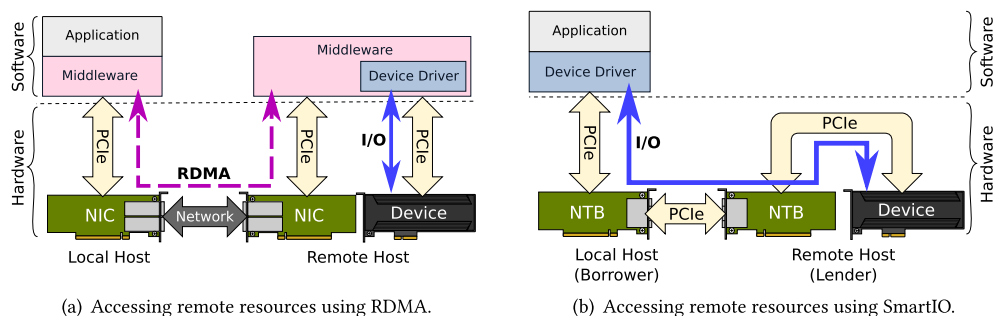 Software
Hardware
Application
Middleware
Middleware
Device Driver
PCIe
PCIe
I/O
PCIe
RDMA
NIC
Network
NIC
Device
Local Host
Remote Host
(a) Accessing remote resources using RDMA.
Application
Device Driver
Software
Hardware
PCIe
I/O
PCIe
NTB
PCIe
NTB
Device
Local Host
(Borrower)
Remote Host
(Lender)
(b) Accessing remote resources using SmartIO.